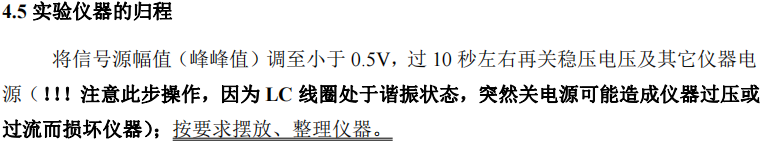 4.5 实验仪器的归程
将信号源幅值（峰峰值）调至小于 0.5V，过 10 秒左右再关稳压电压及其它仪器电
源（!!! 注意此步操作，因为 LC 线圈处于谐振状态，突然关电源可能造成仪器过压或
过流而损坏仪器）；按要求摆放、整理仪器。